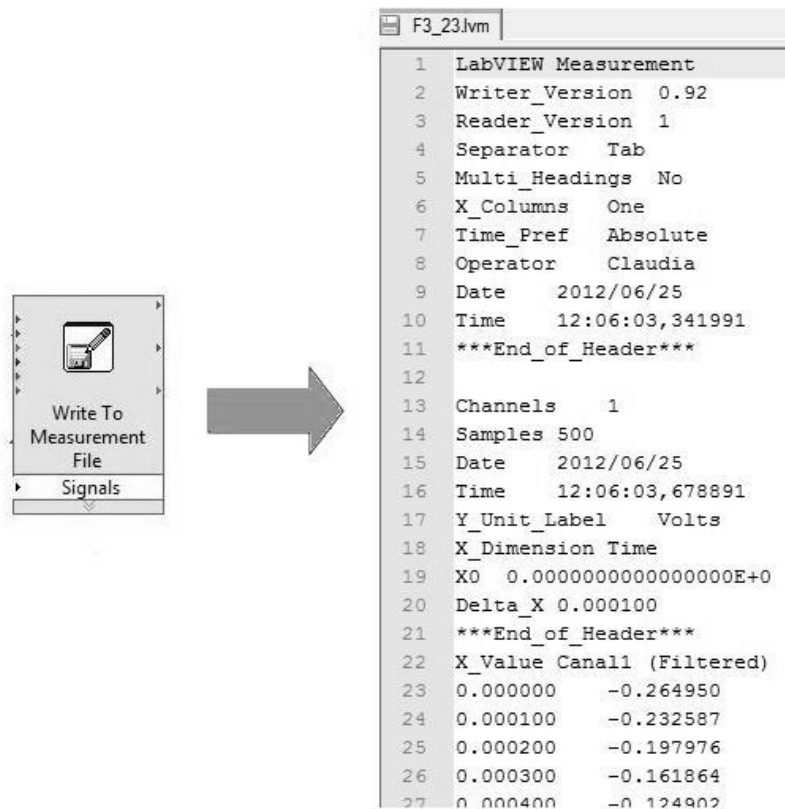 F3_23.lvm
1 LabVIEW Measurement
2 Writer_Version 0.92
3 Reader_Version 1
4 Separator Tab
5 Multi_Headings No
6 X_Columns One
7 Time_Pref Absolute
8 Operator Claudia
9 Date 2012/06/25
10 Time 12:06:03,341991
11 ***End_of_Header***
12
13 Channels 1
14 Samples 500
15 Date 2012/06/25
16 Time 12:06:03,678891
17 Y_Unit_Label Volts
18 X_Dimension Time
19 X0 0.0000000000000000E+0
20 Delta_X 0.000100
21 ***End_of_Header***
22 X_Value Canal1 (Filtered)
23 0.000000 -0.264950
24 0.000100 -0.232587
25 0.000200 -0.197976
26 0.000300 -0.161864
27 0.000400 -0.124902
Write To
Measurement
File
Signals